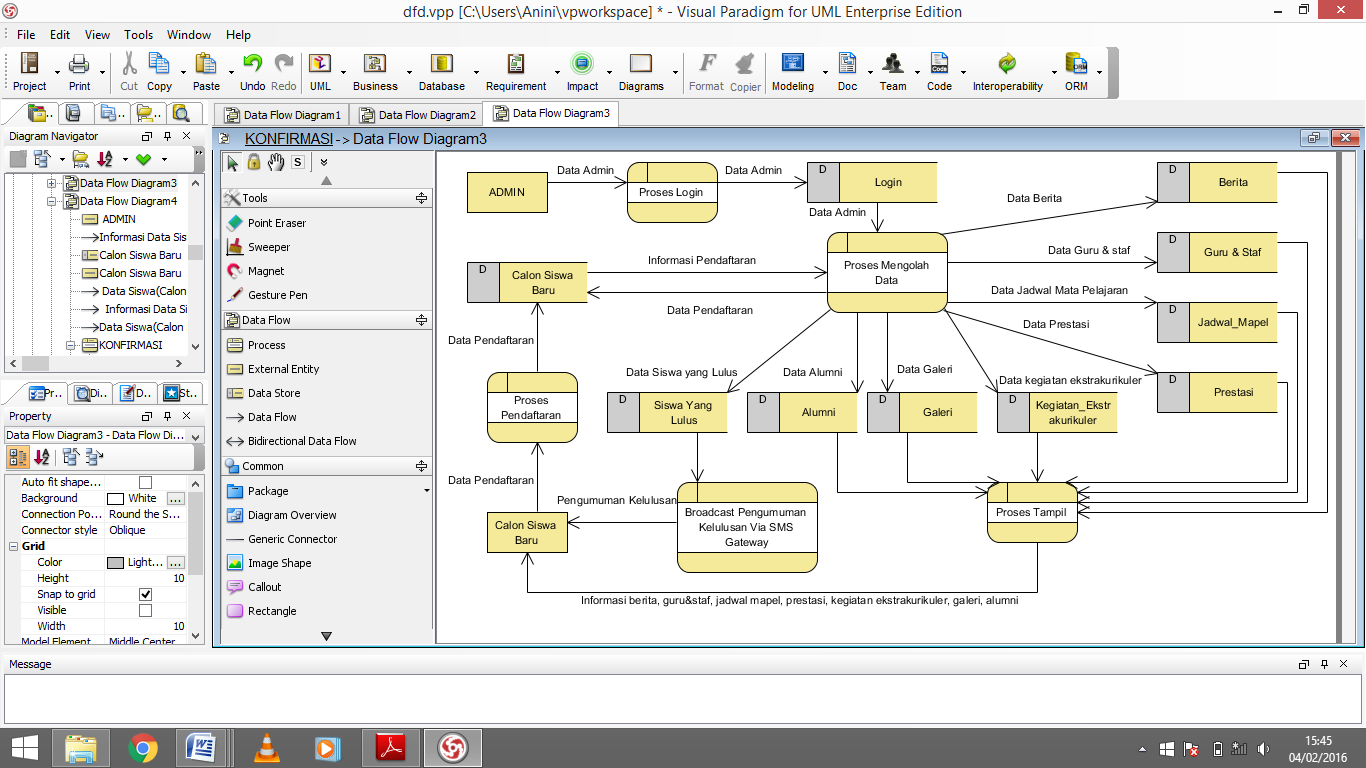 dfd.vpp [C:\Users\Anini\vpworkspace] * - Visual Paradigm for UML Enterprise Edition
File Edit View Tools Window Help
Project Print Cut Copy Paste Undo Redo UML Business Database Requirement Impact Diagrams Format Copier Modeling Doc Team Code Interoperability ORM
Data Flow Diagram1 Data Flow Diagram2 Data Flow Diagram3
Diagram Navigator
KONFIRMASI -> Data Flow Diagram3
S
Data Flow Diagram3
Data Flow Diagram4
ADMIN
Informasi Data Sis
Calon Siswa Baru
Calon Siswa Baru
Data Siswa(Calon
Informasi Data Si
Data Siswa(Calon
KONFIRMASI
Pr.. Di... D.. St..
Property
Data Flow Diagram3 - Data Flow Di...
Auto fit shape...
Background White ...
Connection Po... Round the S...
Connector style Oblique
Grid
Color Light... ...
Height 10
Snap to grid
Visible
Width 10
Model Element Middle Center
Tools
Point Eraser
Sweeper
Magnet
Gesture Pen
Data Flow
Process
External Entity
Data Store
Data Flow
Bidirectional Data Flow
Common
Package
Diagram Overview
Generic Connector
Image Shape
Callout
Rectangle
ADMIN
Data Admin
Proses Login
Data Admin
D Login
Data Admin
Data Berita
D Berita
Proses Mengolah
Data
Data Guru & staf
D Guru & Staf
Informasi Pendaftaran
D Calon Siswa
Baru
Data Pendaftaran
Data Jadwal Mata Pelajaran
D Jadwal_Mapel
Data Prestasi
D Prestasi
Data Pendaftaran
Data Siswa yang Lulus
Data Alumni
Data Galeri
Data kegiatan ekstrakurikuler
Proses
Pendaftaran
D Siswa Yang
Lulus
D Alumni
D Galeri
D Kegiatan_Ekstr
akurikuler
Data Pendaftaran
Pengumuman Kelulusan
Calon Siswa
Baru
Broadcast Pengumuman
Kelulusan Via SMS
Gateway
Proses Tampil
Informasi berita, guru&staf, jadwal mapel, prestasi, kegiatan ekstrakurikuler, galeri, alumni
Message
15:45
04/02/2016